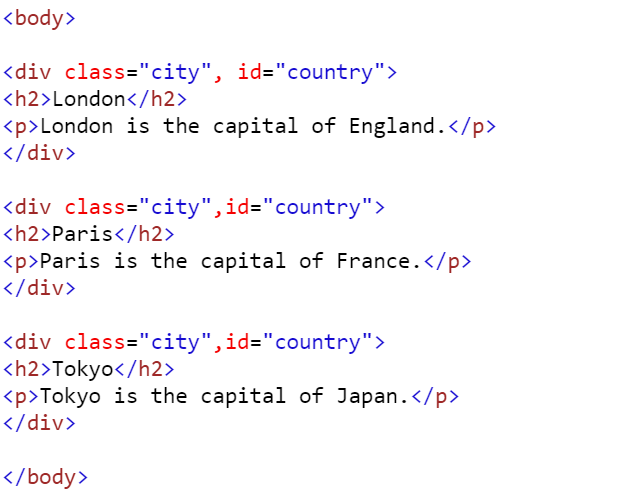 <body>
<div class="city", id="country">
<h2>London</h2>
<p>London is the capital of England.</p>
</div>
<div class="city",id="country">
<h2>Paris</h2>
<p>Paris is the capital of France.</p>
</div>
<div class="city",id="country">
<h2>Tokyo</h2>
<p>Tokyo is the capital of Japan.</p>
</div>
</body>